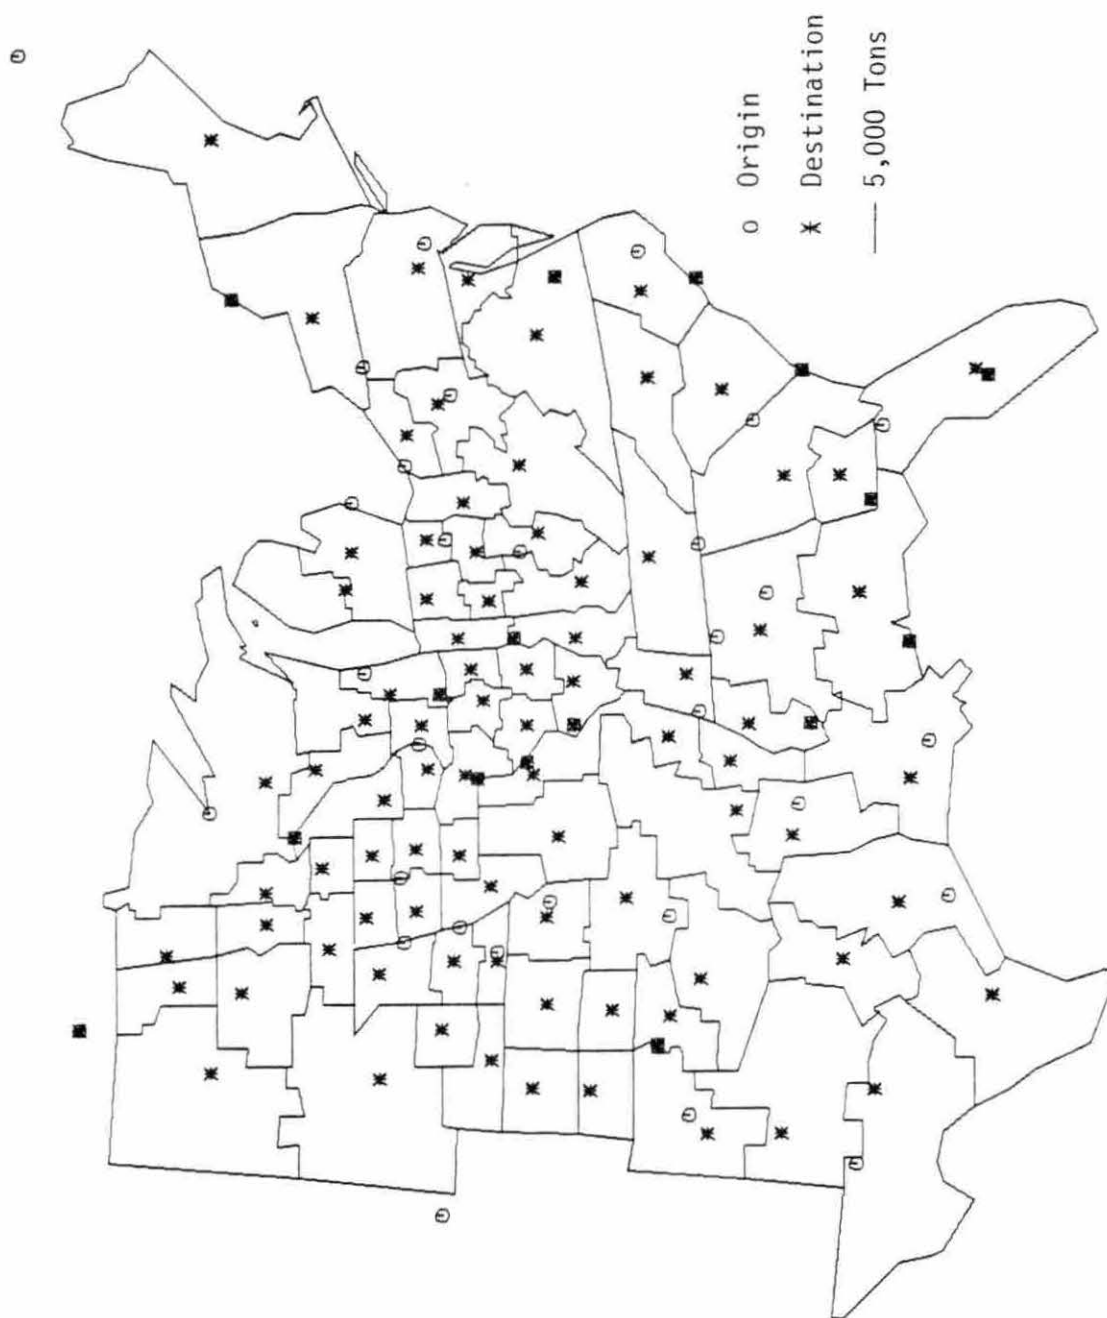 o Origin
* Destination
—— 5,000 Tons